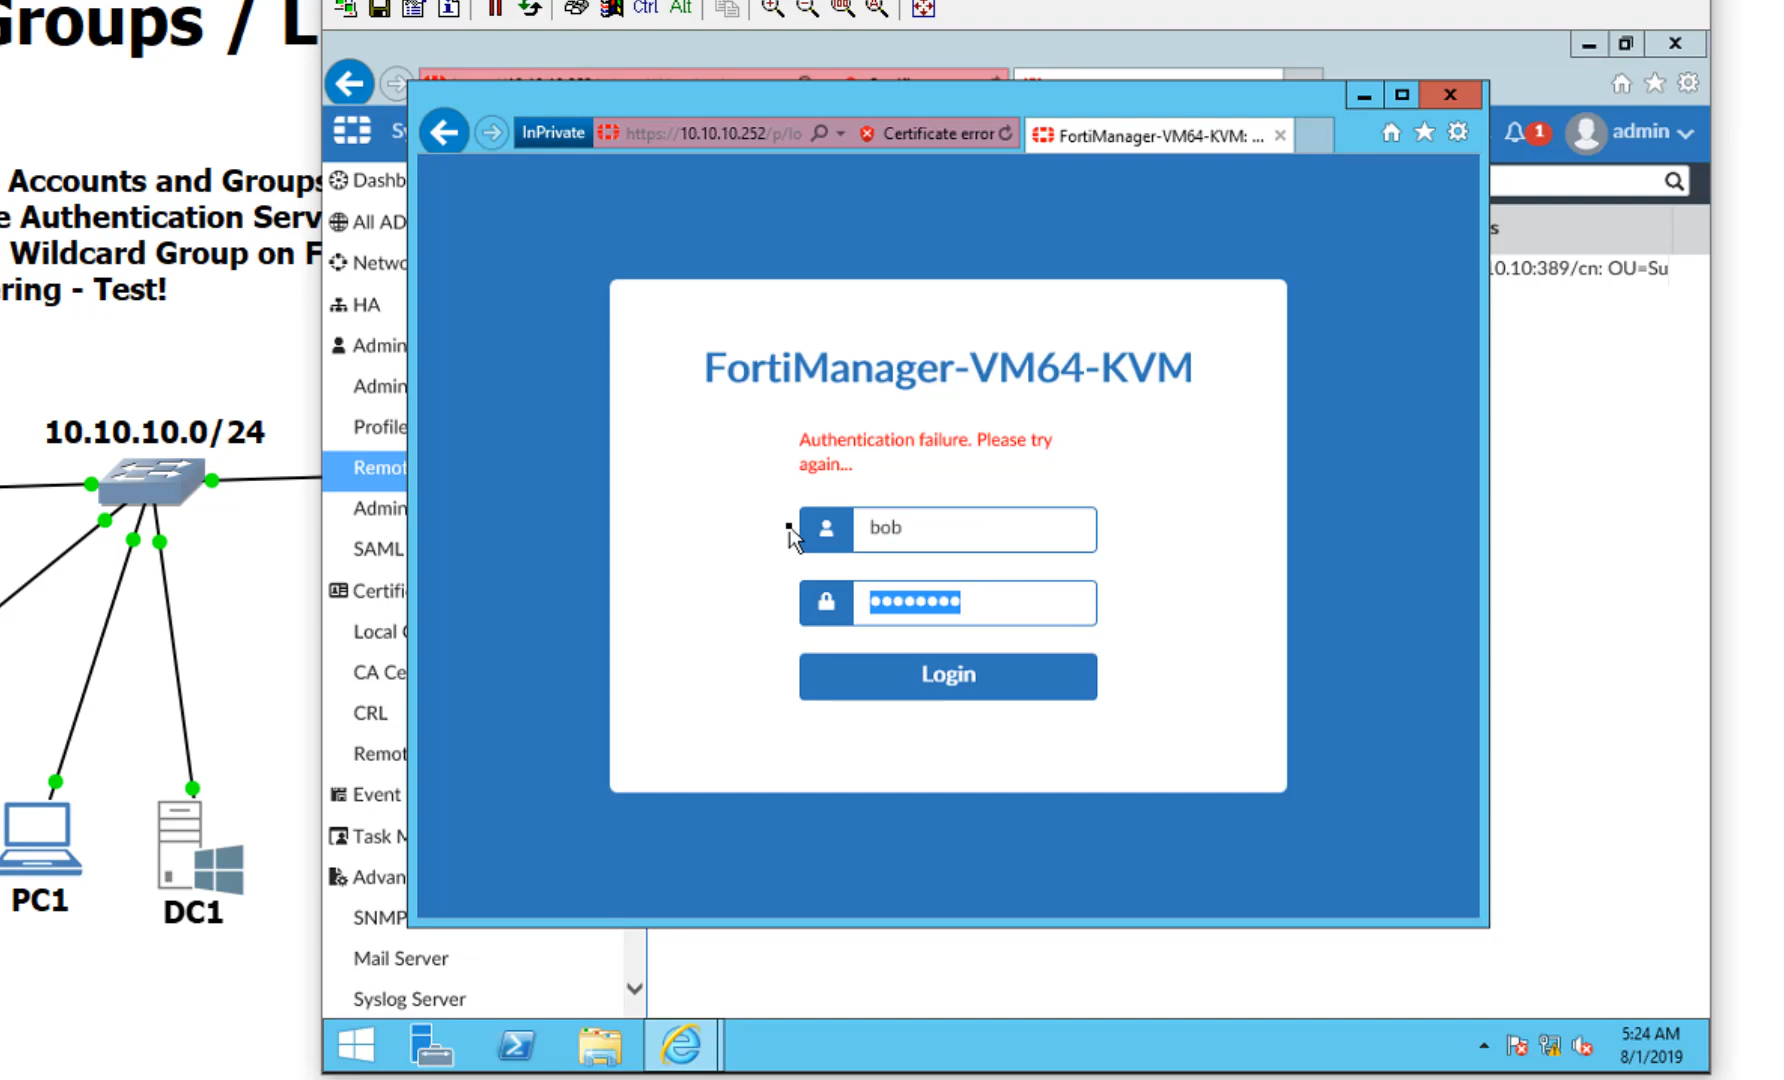 Groups / L
Accounts and Groups
e Authentication Serv
Wildcard Group on F
ering - Test!
10.10.10.0/24
PC1
DC1
Ctrl Alt
Sy
admin
1
s
10.10:389/cn: OU=Su
Dashb
All AD
Netwo
HA
Admin
Admin
Profile
Remot
Admin
SAML
Certifi
Local C
CA Ce
CRL
Remot
Event
Task M
Advan
SNMP
Mail Server
Syslog Server
InPrivate
https://10.10.10.252/p/lo
Certificate error
FortiManager-VM64-KVM: ...
FortiManager-VM64-KVM
Authentication failure. Please try
again...
bob
Login
5:24 AM
8/1/2019